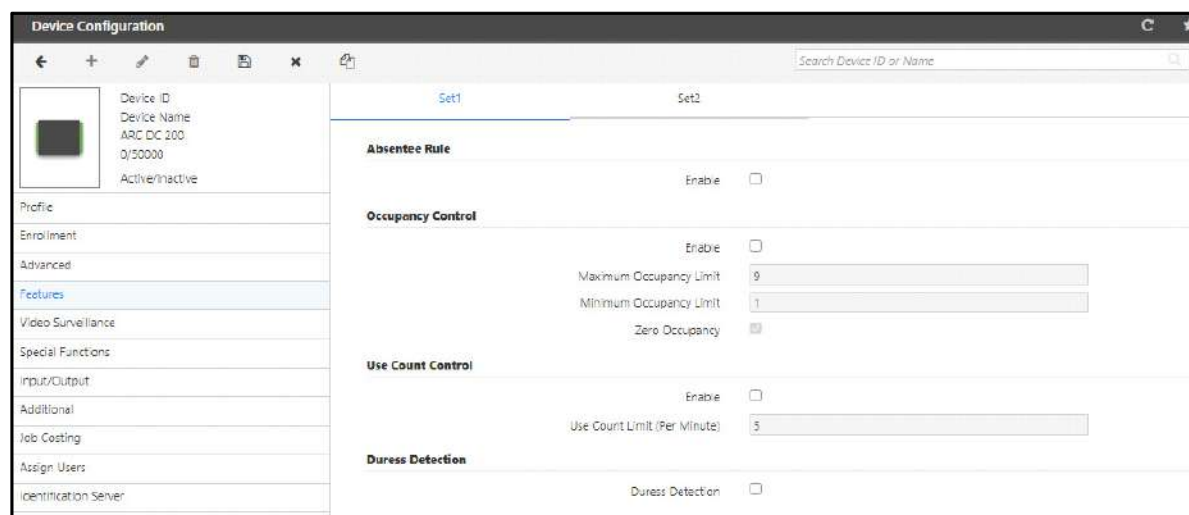 Device Configuration
Search Device ID or Name
Device ID
Device Name
ARC DC 200
0/50000
Active/Inactive
Profile
Enrollment
Advanced
Features
Video Surveillance
Special Functions
Input/Output
Additional
Job Costing
Assign Users
Identification Server
Set1 Set2
Absentee Rule
Enable
Occupancy Control
Enable
Maximum Occupancy Limit 9
Minimum Occupancy Limit 1
Zero Occupancy
Use Count Control
Enable
Use Count Limit (Per Minute) 5
Duress Detection
Duress Detection